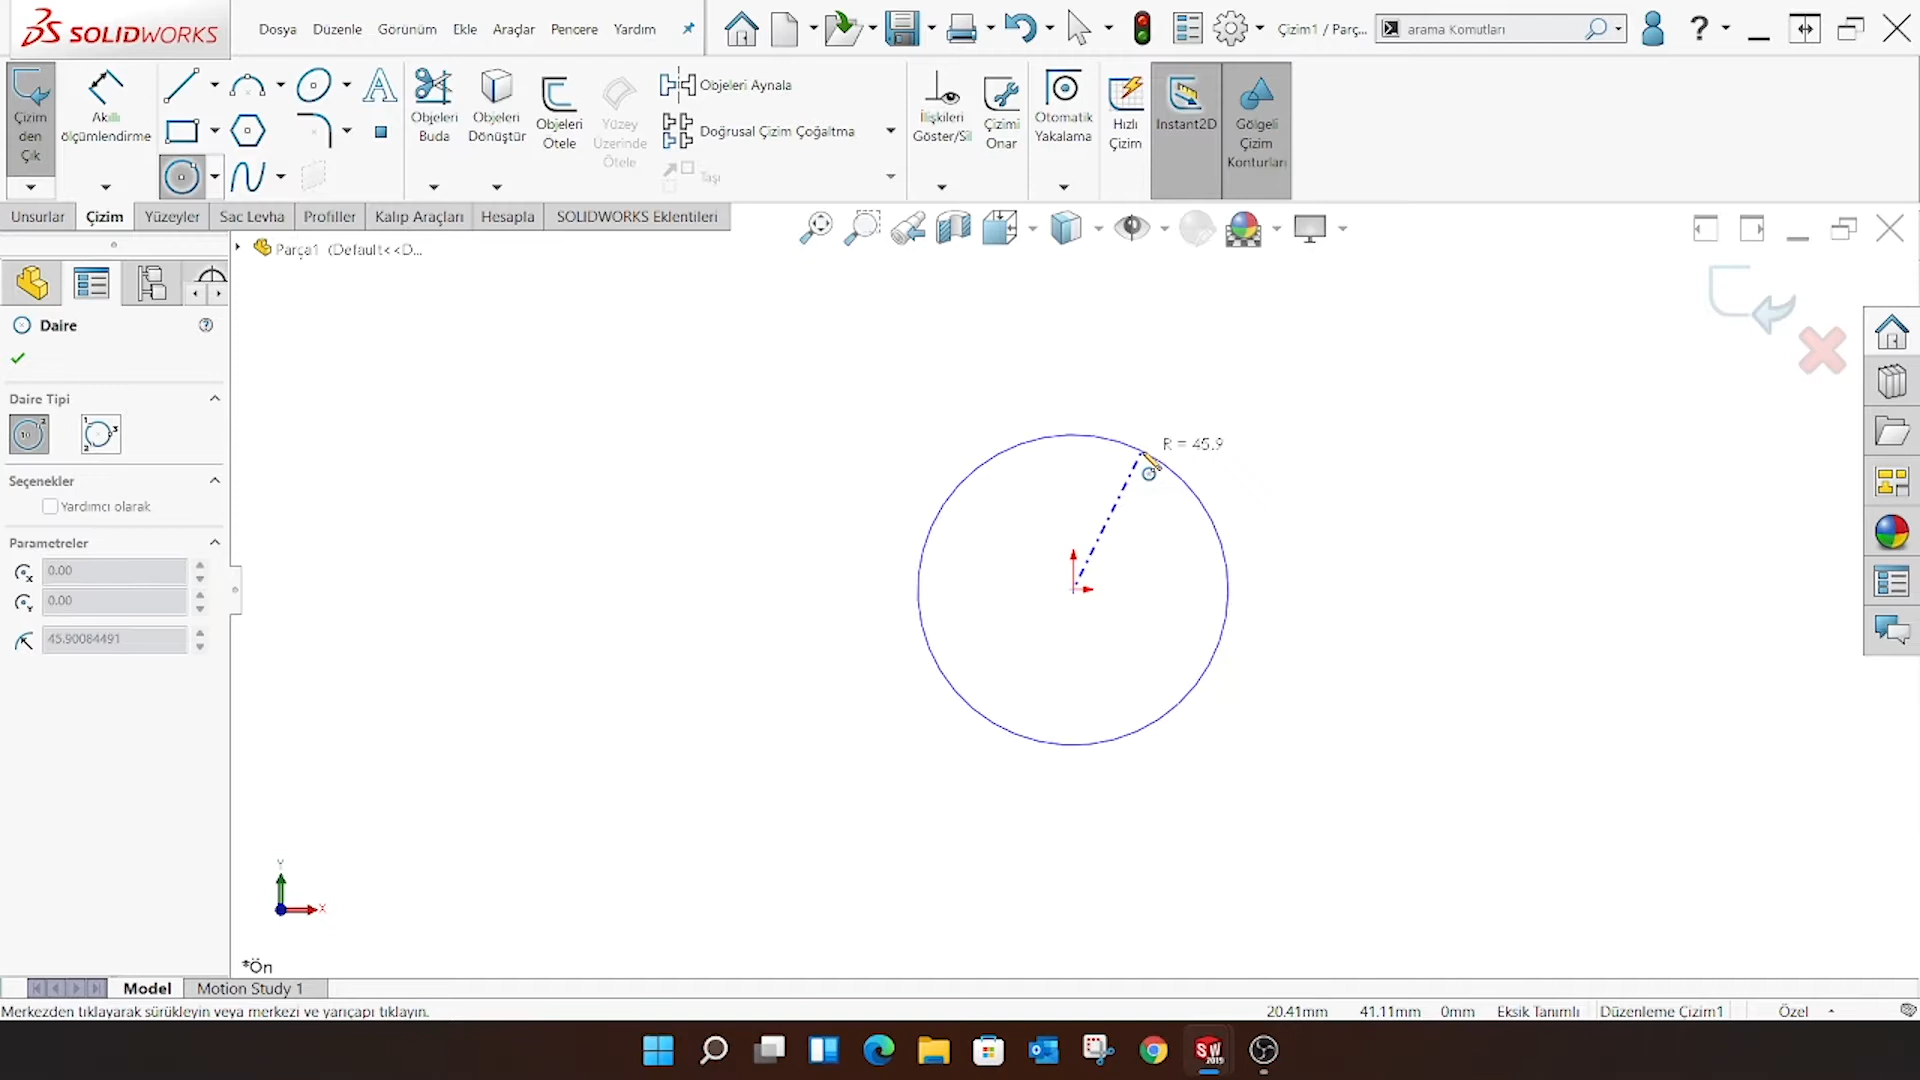 SOLIDWORKS
Dosya Düzenle Görünüm Ekle Araçlar Pencere Yardım
Çizim1 / Parç...
arama Komutları
Çizim
den
Çık
Akıllı
ölçümlendirme
Objeleri
Buda
Objeleri
Dönüştür
Objeleri
Ötele
Yüzey
Üzerinde
Ötele
Objeleri Aynala
Doğrusal Çizim Çoğaltma
Taşı
İlişkileri
Göster/Sil
Çizimi
Onar
Otomatik
Yakalama
Hızlı
Çizim
Instant2D
Gölgeli
Çizim
Konturları
Unsurlar Çizim Yüzeyler Sac Levha Profiller Kalıp Araçları Hesapla SOLIDWORKS Eklentileri
Parça1 (Default<<D...
Daire
Daire Tipi
Seçenekler
Yardımcı olarak
Parametreler
0.00
0.00
45.90084491
R = 45.9
Y
X
*Ön
Model Motion Study 1
Merkezden tıklayarak sürükleyin veya merkezi ve yarıçapı tıklayın.
20.41mm 41.11mm 0mm Eksik Tanımlı Düzenleme Çizim1 Özel
SW
2019